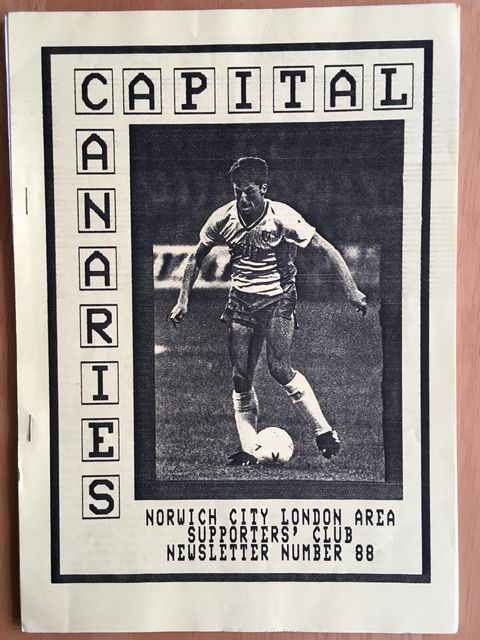 CAPITAL
CANARIES
NORWICH CITY LONDON AREA
SUPPORTERS' CLUB
NEWSLETTER NUMBER 88